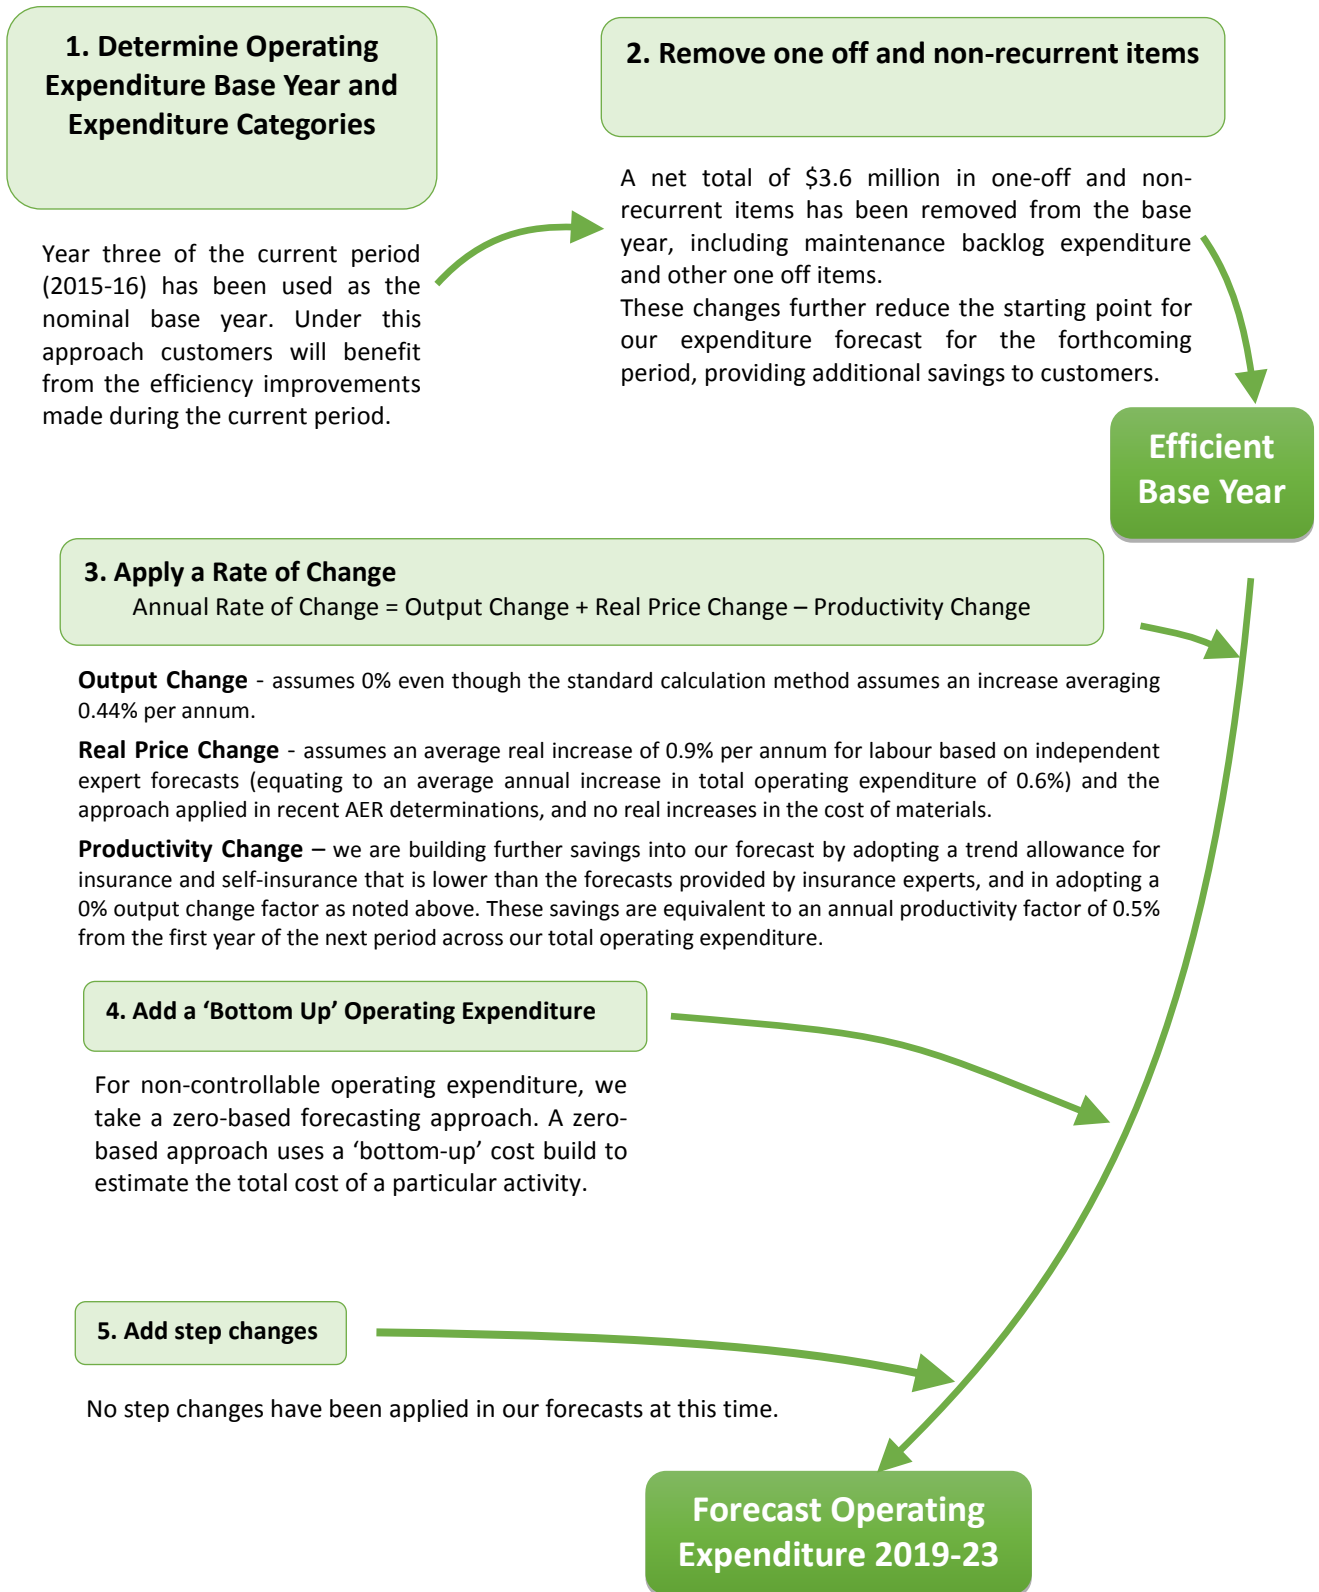 1. Determine Operating
Expenditure Base Year and
Expenditure Categories
Year three of the current period
(2015-16) has been used as the
nominal base year. Under this
approach customers will benefit
from the efficiency improvements
made during the current period.
2. Remove one off and non-recurrent items
A net total of $3.6 million in one-off and non-
recurrent items has been removed from the base
year, including maintenance backlog expenditure
and other one off items.
These changes further reduce the starting point for
our expenditure forecast for the forthcoming
period, providing additional savings to customers.
Efficient
Base Year
3. Apply a Rate of Change
Annual Rate of Change = Output Change + Real Price Change – Productivity Change
Output Change - assumes 0% even though the standard calculation method assumes an increase averaging
0.44% per annum.
Real Price Change - assumes an average real increase of 0.9% per annum for labour based on independent
expert forecasts (equating to an average annual increase in total operating expenditure of 0.6%) and the
approach applied in recent AER determinations, and no real increases in the cost of materials.
Productivity Change – we are building further savings into our forecast by adopting a trend allowance for
insurance and self-insurance that is lower than the forecasts provided by insurance experts, and in adopting a
0% output change factor as noted above. These savings are equivalent to an annual productivity factor of 0.5%
from the first year of the next period across our total operating expenditure.
4. Add a ‘Bottom Up’ Operating Expenditure
For non-controllable operating expenditure, we
take a zero-based forecasting approach. A zero-
based approach uses a ‘bottom-up’ cost build to
estimate the total cost of a particular activity.
5. Add step changes
No step changes have been applied in our forecasts at this time.
Forecast Operating
Expenditure 2019-23